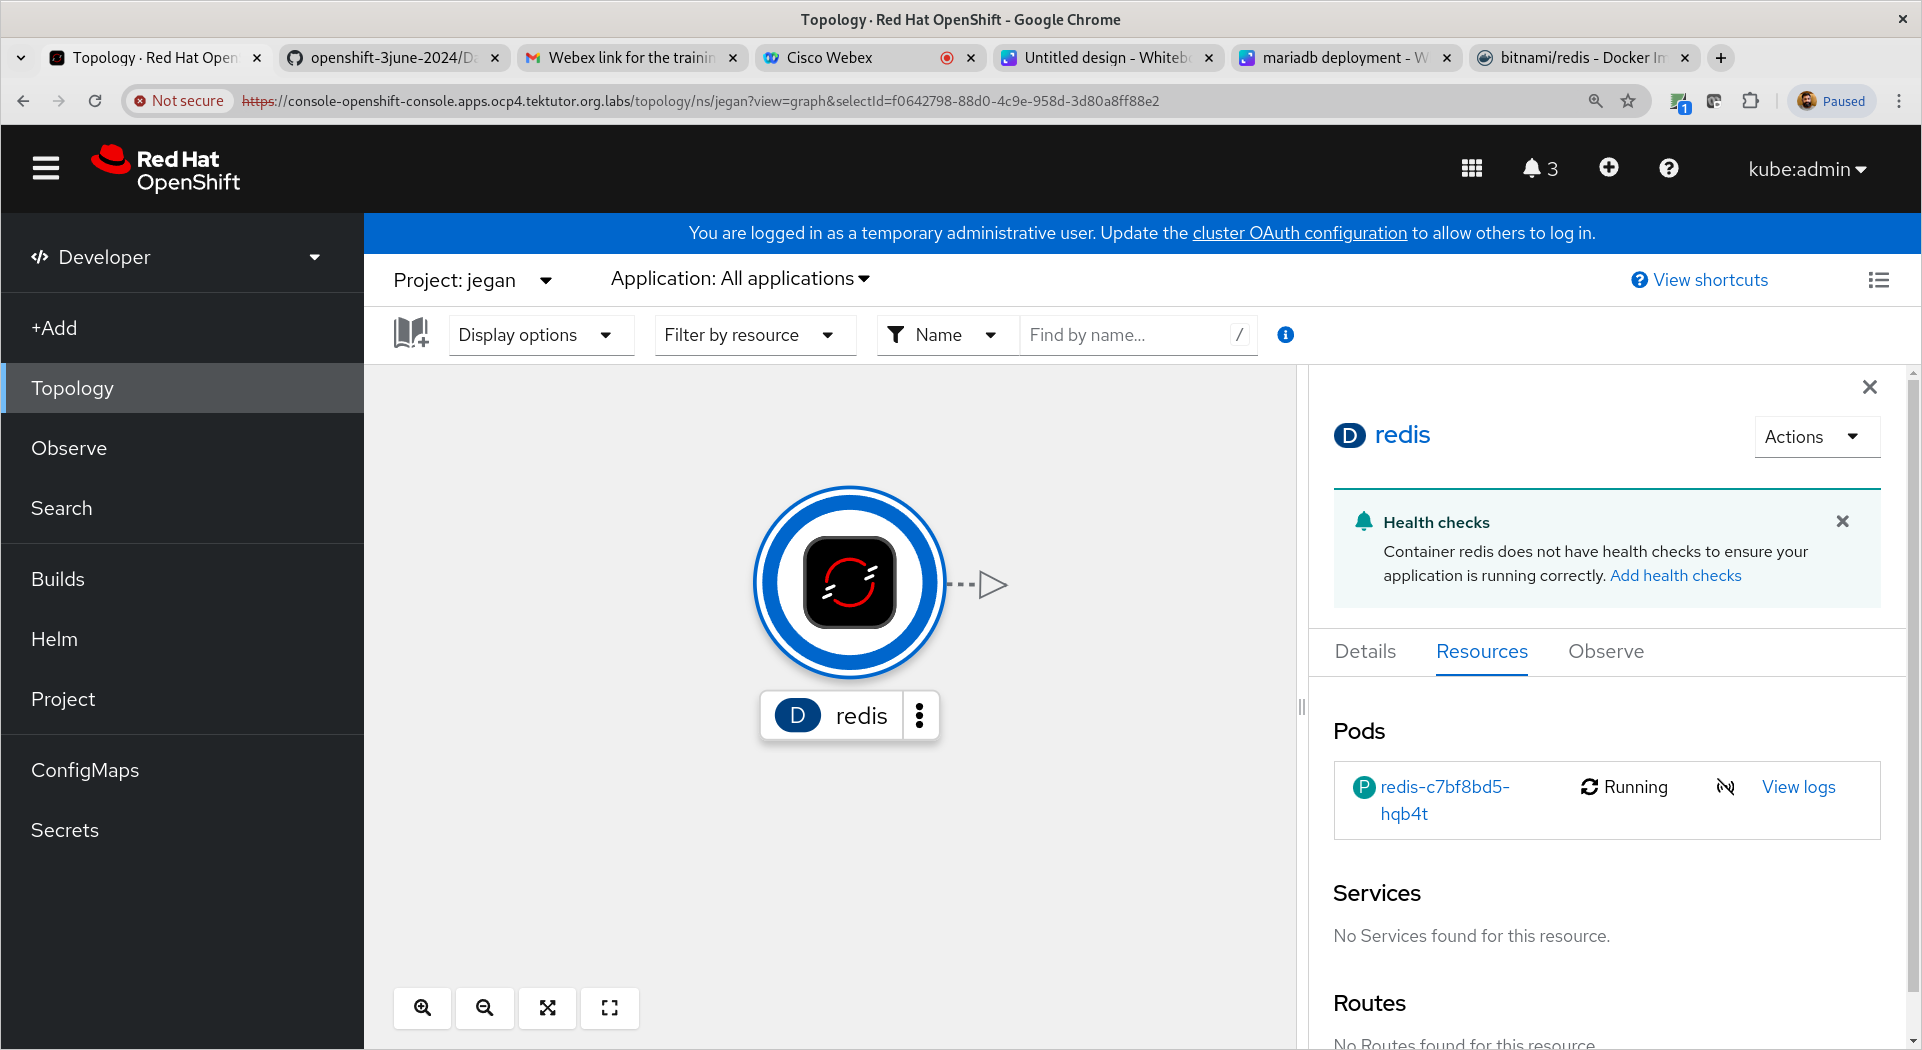 Topology · Red Hat OpenShift - Google Chrome
Topology · Red Hat Open
openshift-3june-2024/Da
Webex link for the trainin
Cisco Webex
Untitled design - Whiteb
mariadb deployment - W
bitnami/redis - Docker Im
Not secure
https://console-openshift-console.apps.ocp4.tektutor.org.labs/topology/ns/jegan?view=graph&selectId=f0642798-88d0-4c9e-958d-3d80a8ff88e2
1
Paused
Red Hat
OpenShift
3
kube:admin
Developer
You are logged in as a temporary administrative user. Update the cluster OAuth configuration to allow others to log in.
Project: jegan
Application: All applications
View shortcuts
+Add
Display options
Filter by resource
Name
Find by name...
/
Topology
Observe
Search
Builds
Helm
Project
ConfigMaps
Secrets
D redis
D redis
Actions
Health checks
Container redis does not have health checks to ensure your
application is running correctly. Add health checks
Details
Resources
Observe
Pods
P redis-c7bf8bd5-
hqb4t
Running
View logs
Services
No Services found for this resource.
Routes
No Routes found for this resource.